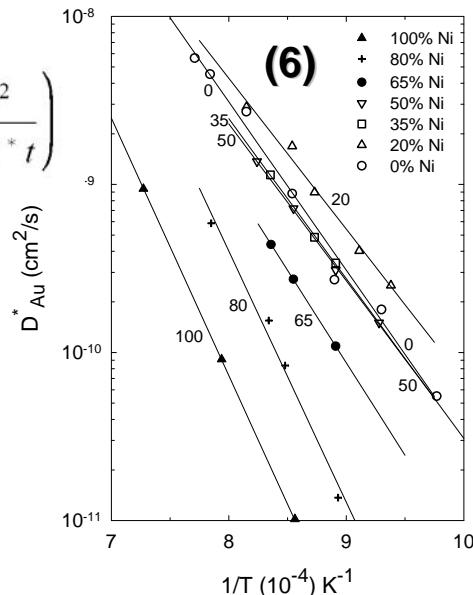 10^-8
(6)
▲ 100% Ni
+ 80% Ni
● 65% Ni
▽ 50% Ni
□ 35% Ni
△ 20% Ni
○ 0% Ni
2
* t
0
35
50
20
-9
D*Au (cm²/s)
80
65
0
10^-10
100
50
10^-11
7 8 9 10
1/T (10^-4) K^-1